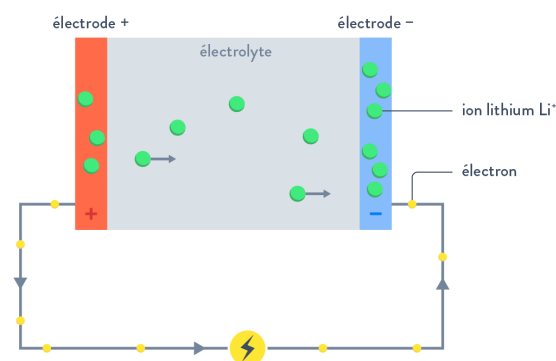 électrode +
électrode –
électrolyte
ion lithium Li⁺
électron
+
–